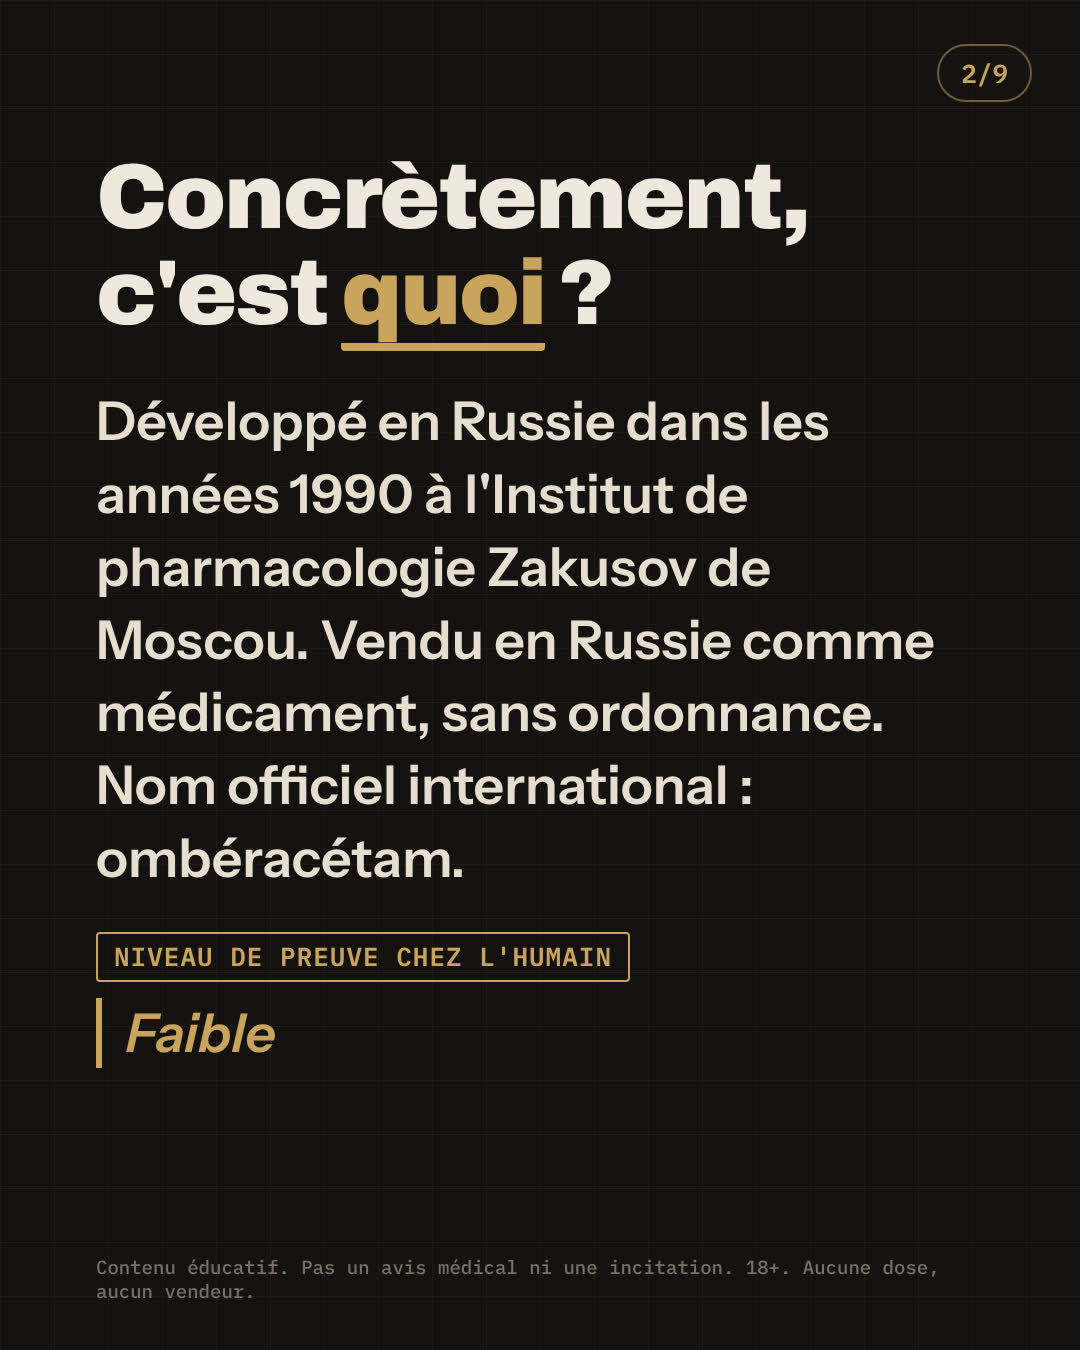 2/9
Concrètement,
c'est quoi ?
Développé en Russie dans les
années 1990 à l'Institut de
pharmacologie Zakusov de
Moscou. Vendu en Russie comme
médicament, sans ordonnance.
Nom officiel international :
ombéracétam.
NIVEAU DE PREUVE CHEZ L'HUMAIN
Faible
Contenu éducatif. Pas un avis médical ni une incitation. 18+. Aucune dose,
aucun vendeur.